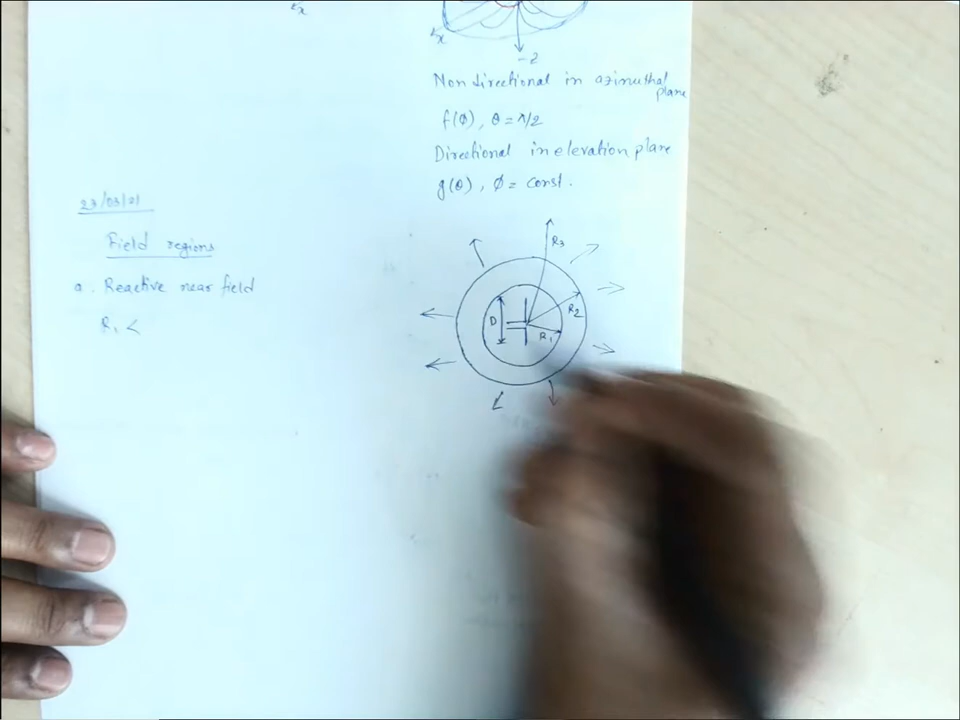 -x
-x
-z
Non directional in azimuthal
plane
f(Φ), θ = π/2
Directional in elevation plane
g(θ), Φ = const.
23/03/21
Field regions
a. Reactive near field
R₁ <
R₃
R₂
D
R₁